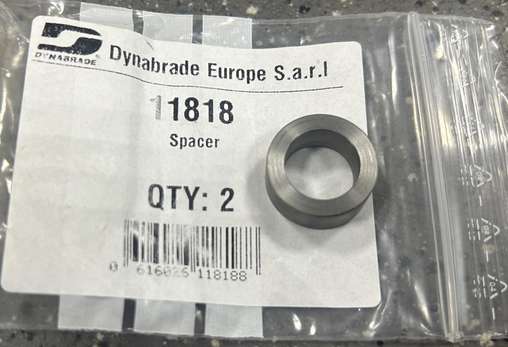 DYNABRADE
Dynabrade Europe S.a.r.l
11818
Spacer
QTY: 2
0 616026 118188